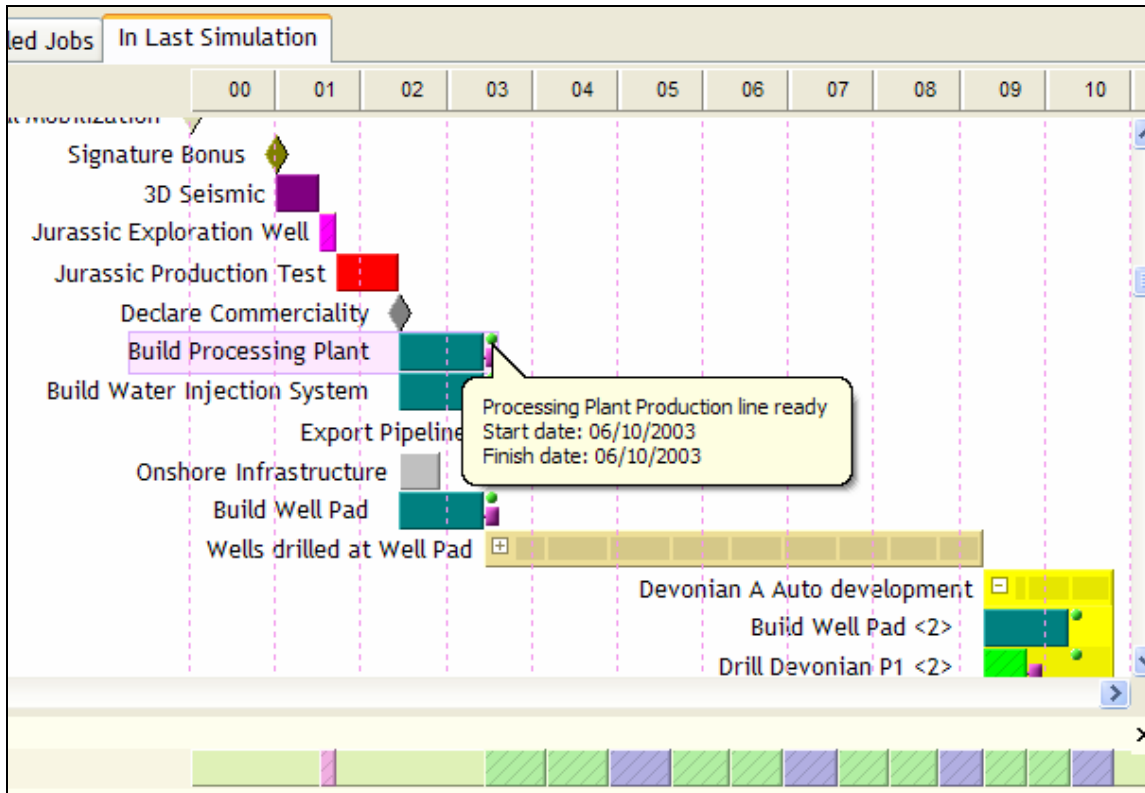 led Jobs In Last Simulation
00 01 02 03 04 05 06 07 08 09 10
Mobilization
Signature Bonus
3D Seismic
Jurassic Exploration Well
Jurassic Production Test
Declare Commerciality
Build Processing Plant
Build Water Injection System
Processing Plant Production line ready
Start date: 06/10/2003
Finish date: 06/10/2003
Export Pipeline
Onshore Infrastructure
Build Well Pad
Wells drilled at Well Pad
Devonian A Auto development
Build Well Pad <2>
Drill Devonian P1 <2>